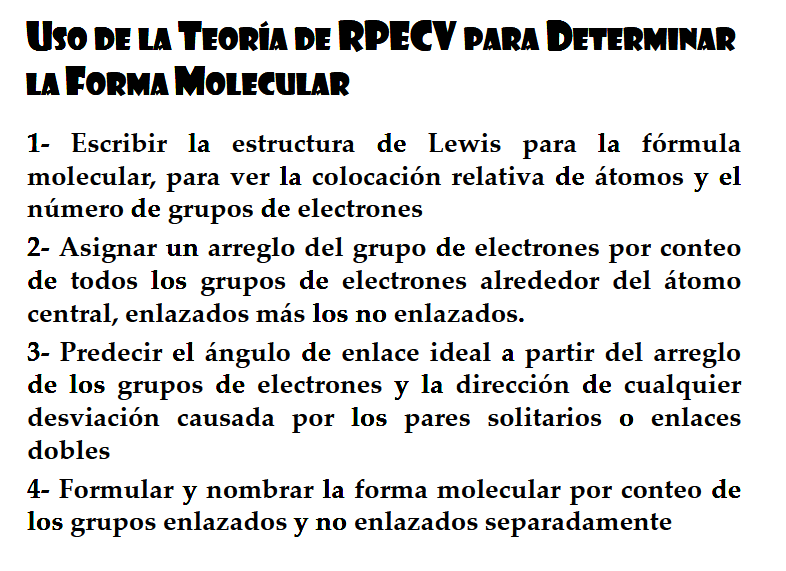 Uso de la Teoría de RPECV para Determinar
la Forma Molecular
1- Escribir la estructura de Lewis para la fórmula
molecular, para ver la colocación relativa de átomos y el
número de grupos de electrones
2- Asignar un arreglo del grupo de electrones por conteo
de todos los grupos de electrones alrededor del átomo
central, enlazados más los no enlazados.
3- Predecir el ángulo de enlace ideal a partir del arreglo
de los grupos de electrones y la dirección de cualquier
desviación causada por los pares solitarios o enlaces
dobles
4- Formular y nombrar la forma molecular por conteo de
los grupos enlazados y no enlazados separadamente